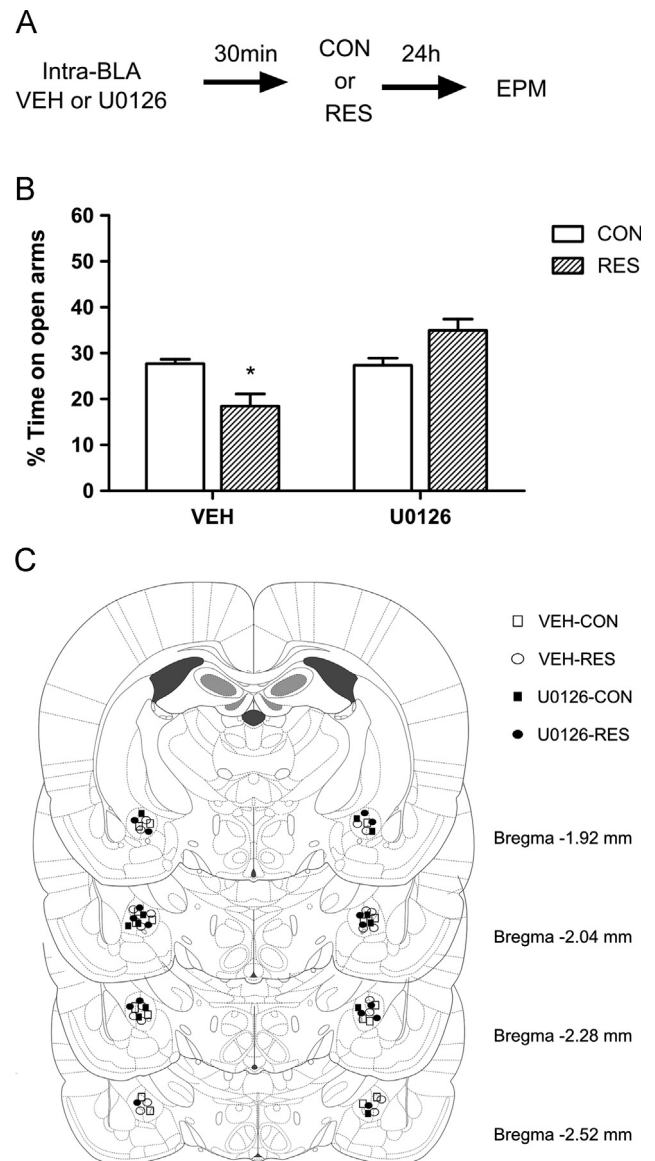 A
Intra-BLA
VEH or U0126
30min
CON
or
RES
24h
EPM
B
% Time on open arms
60
50
40
30
20
10
0
*
VEH
U0126
CON
RES
C
VEH-CON
VEH-RES
U0126-CON
U0126-RES
Bregma -1.92 mm
Bregma -2.04 mm
Bregma -2.28 mm
Bregma -2.52 mm